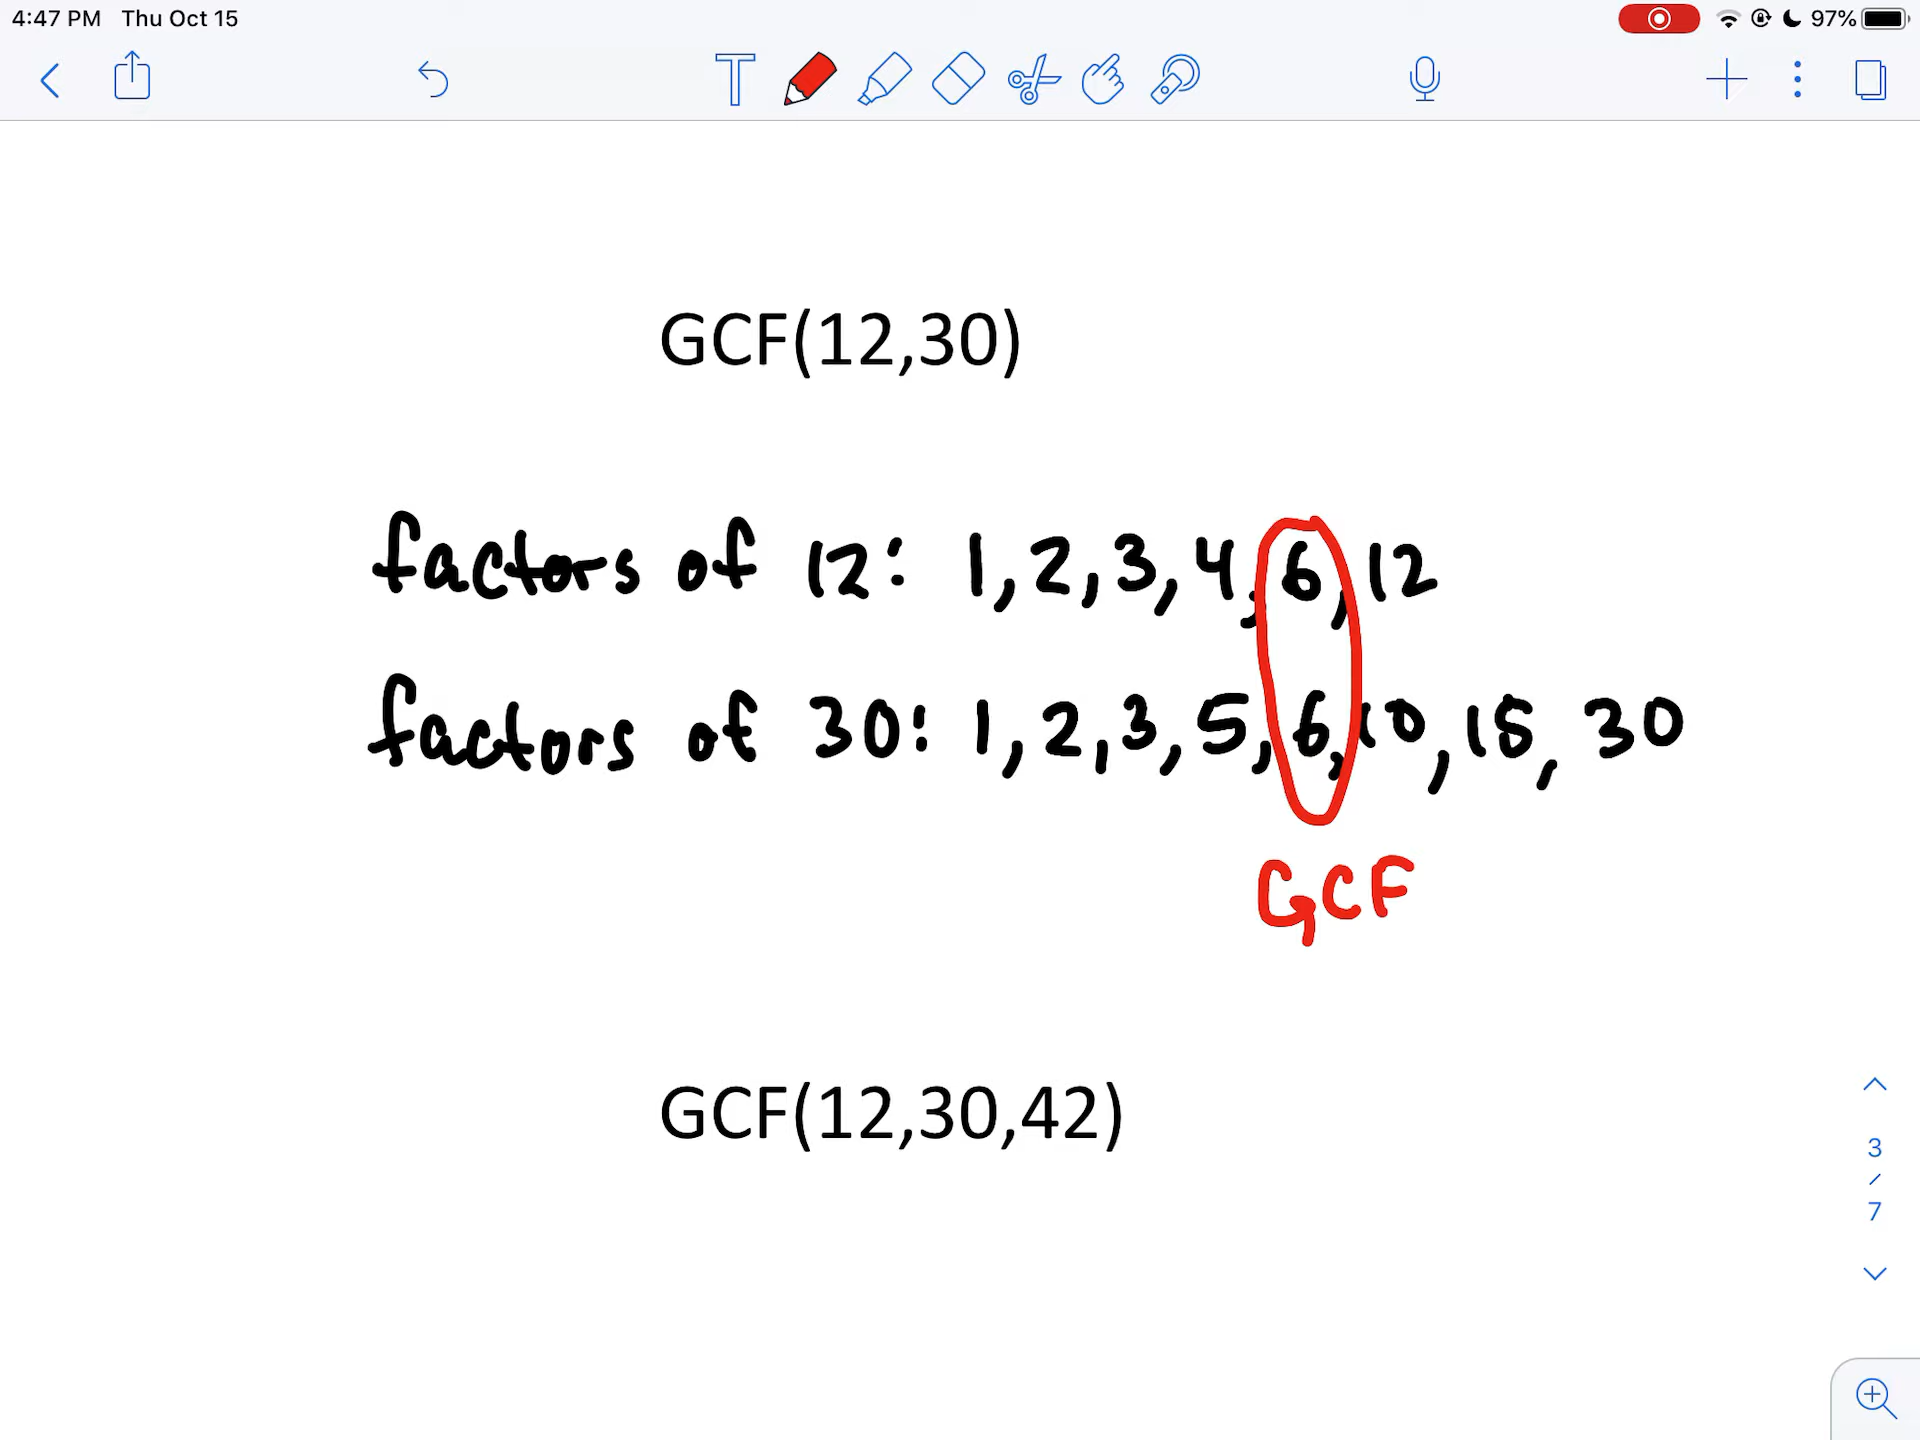 4:47 PM Thu Oct 15 97%
T
GCF(12,30)
factors of 12: 1,2,3,4,6,12
factors of 30: 1,2,3,5,6,10,15,30
GCF
GCF(12,30,42)
3
/
7